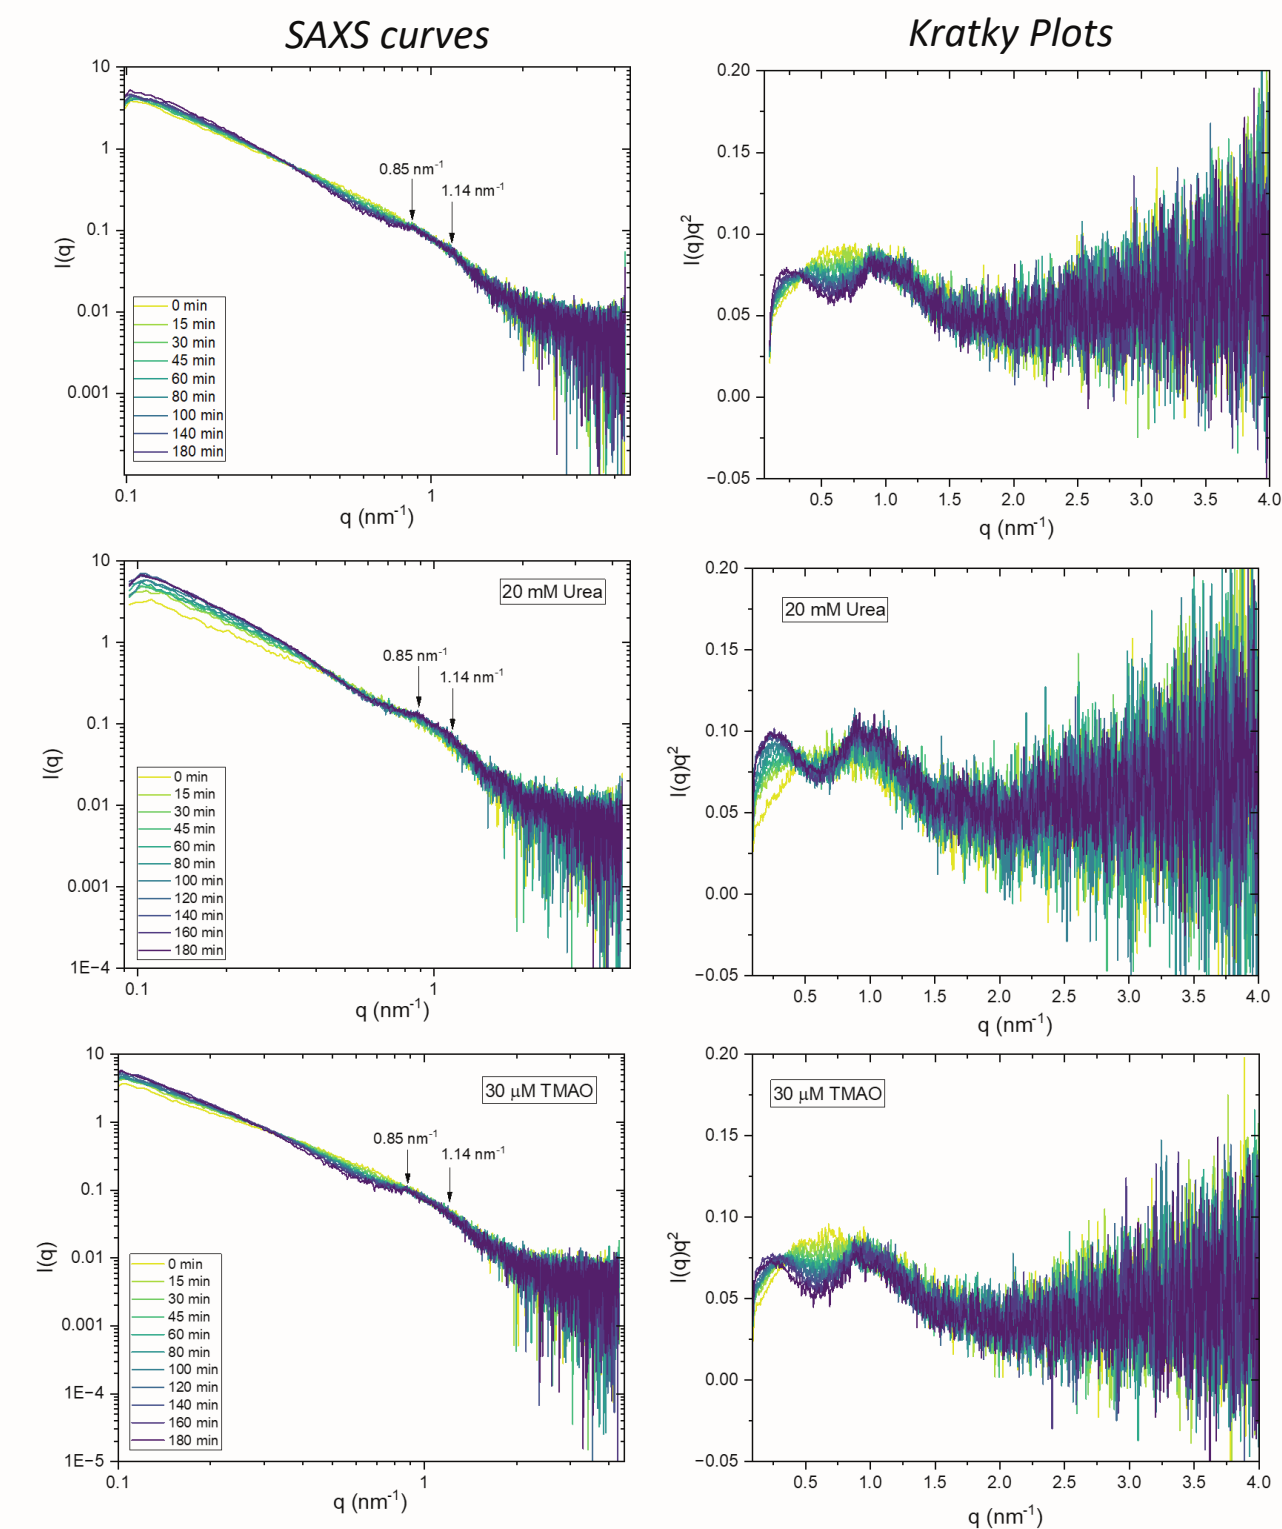 SAXS curves
Kratky Plots
10
1
0.1
0.01
0.001
I(q)
0.85 nm-1
1.14 nm-1
0 min
15 min
30 min
45 min
60 min
80 min
100 min
140 min
180 min
0.1
1
q (nm-1)
0.20
0.15
0.10
0.05
0.00
−0.05
I(q)q2
0.5
1.0
1.5
2.0
2.5
3.0
3.5
4.0
q (nm-1)
10
1
0.1
0.01
0.001
1E−4
I(q)
20 mM Urea
0.85 nm-1
1.14 nm-1
0 min
15 min
30 min
45 min
60 min
80 min
100 min
120 min
140 min
160 min
180 min
0.1
1
q (nm-1)
0.20
0.15
0.10
0.05
0.00
−0.05
I(q)q2
20 mM Urea
0.5
1.0
1.5
2.0
2.5
3.0
3.5
4.0
q (nm-1)
10
1
0.1
0.01
0.001
1E−4
1E−5
I(q)
30 μM TMAO
0.85 nm-1
1.14 nm-1
0 min
15 min
30 min
45 min
60 min
80 min
100 min
120 min
140 min
160 min
180 min
0.1
1
q (nm-1)
0.20
0.15
0.10
0.05
0.00
−0.05
I(q)q2
30 μM TMAO
0.5
1.0
1.5
2.0
2.5
3.0
3.5
4.0
q (nm-1)